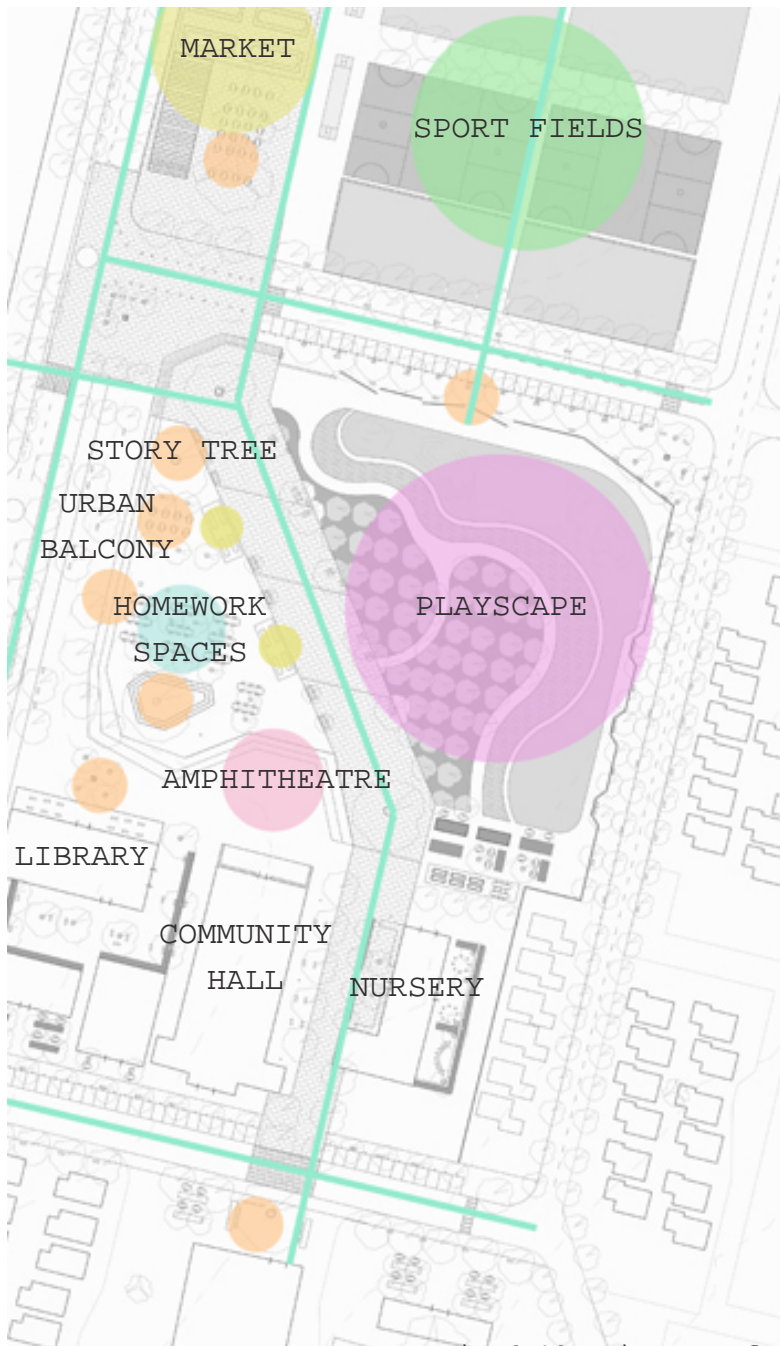 MARKET
SPORT FIELDS
STORY TREE
URBAN
BALCONY
HOMEWORK
SPACES
PLAYSCAPE
AMPHITHEATRE
LIBRARY
COMMUNITY
HALL
NURSERY